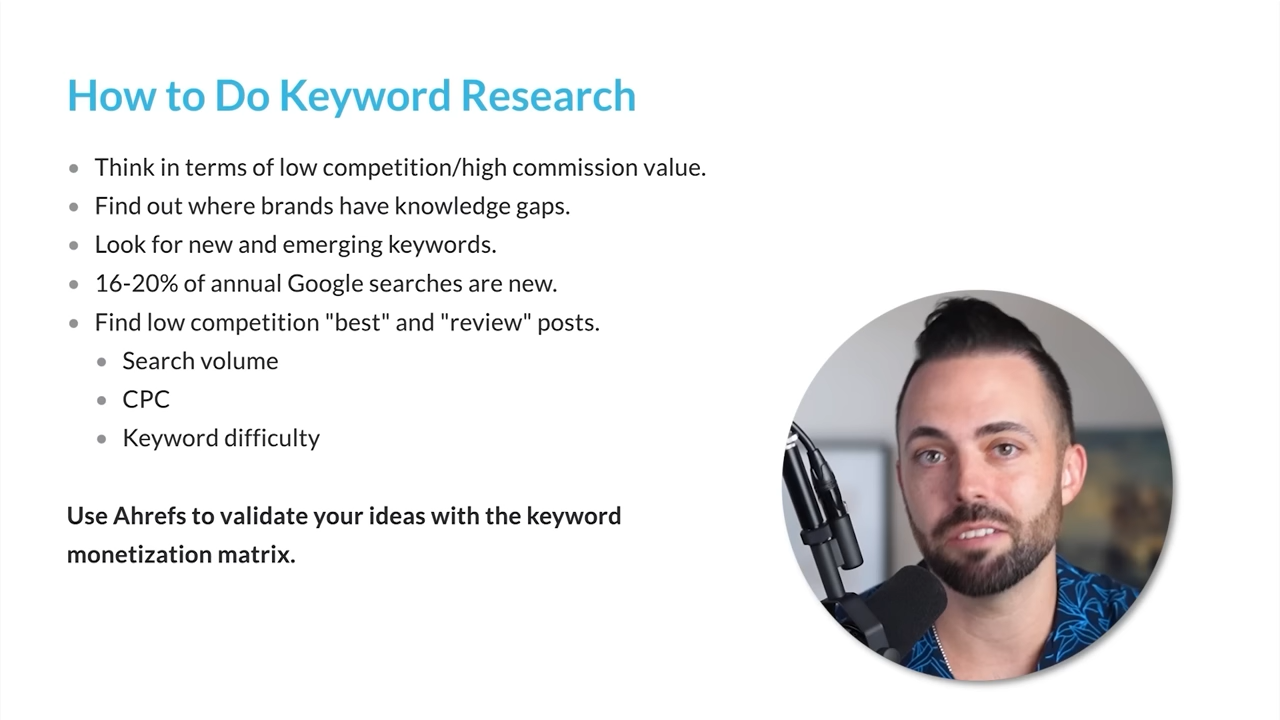 How to Do Keyword Research
Think in terms of low competition/high commission value.
Find out where brands have knowledge gaps.
Look for new and emerging keywords.
16-20% of annual Google searches are new.
Find low competition "best" and "review" posts.
Search volume
CPC
Keyword difficulty
Use Ahrefs to validate your ideas with the keyword
monetization matrix.